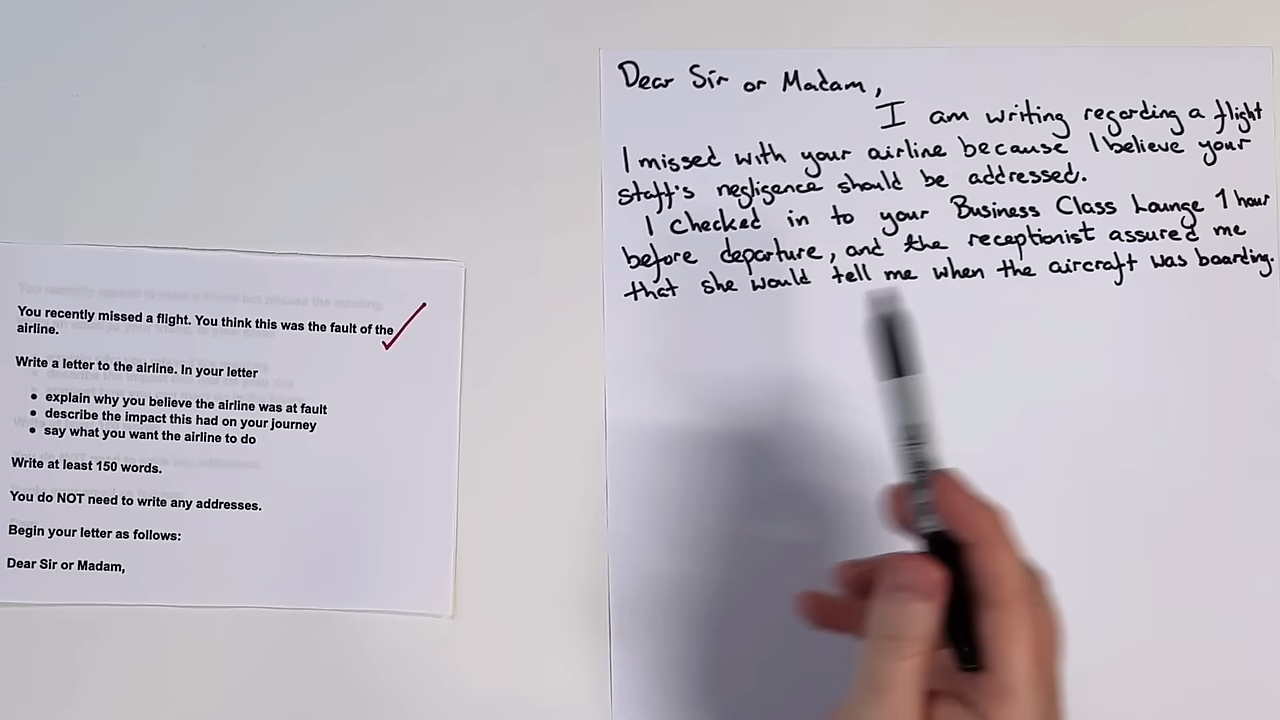 You recently missed a flight. You think this was the fault of the
airline.
Write a letter to the airline. In your letter
• explain why you believe the airline was at fault
• describe the impact this had on your journey
• say what you want the airline to do
Write at least 150 words.
You do NOT need to write any addresses.
Begin your letter as follows:
Dear Sir or Madam,
Dear Sir or Madam,
I am writing regarding a flight
I missed with your airline because I believe your
staff's negligence should be addressed.
I checked in to your Business Class Lounge 1 hour
before departure, and the receptionist assured me
that she would tell me when the aircraft was boarding.